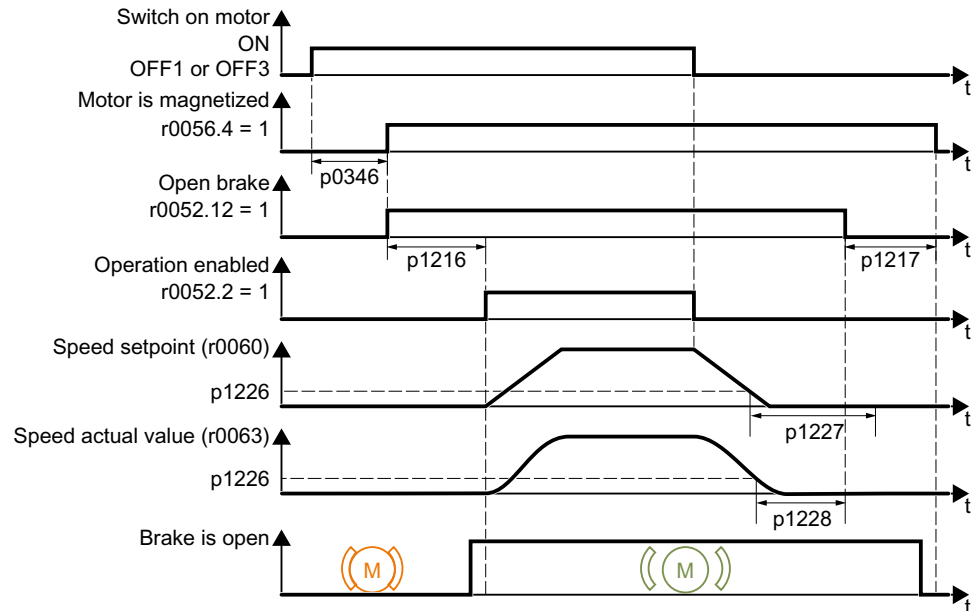 Switch on motor
ON
OFF1 or OFF3
t
Motor is magnetized
r0056.4 = 1
t
p0346
Open brake
r0052.12 = 1
t
p1216
p1217
Operation enabled
r0052.2 = 1
t
Speed setpoint (r0060)
p1226
t
p1227
Speed actual value (r0063)
p1226
t
p1228
Brake is open
M
M
t